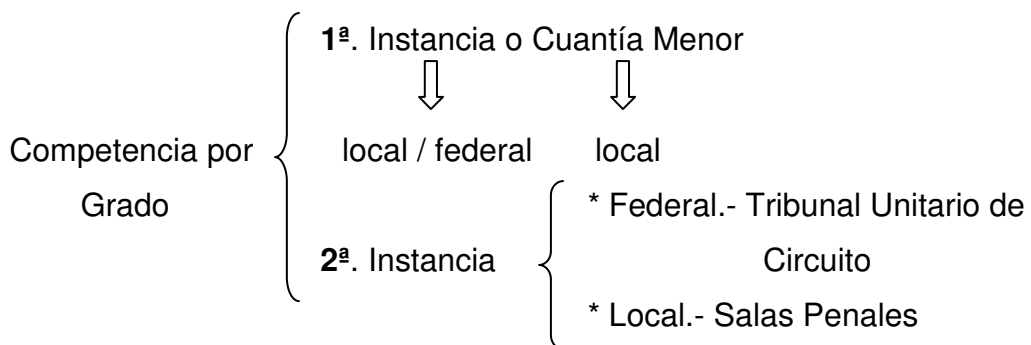 1ª. Instancia o Cuantía Menor
Competencia por Grado
local / federal local
2ª. Instancia
* Federal.- Tribunal Unitario de
Circuito
* Local.- Salas Penales